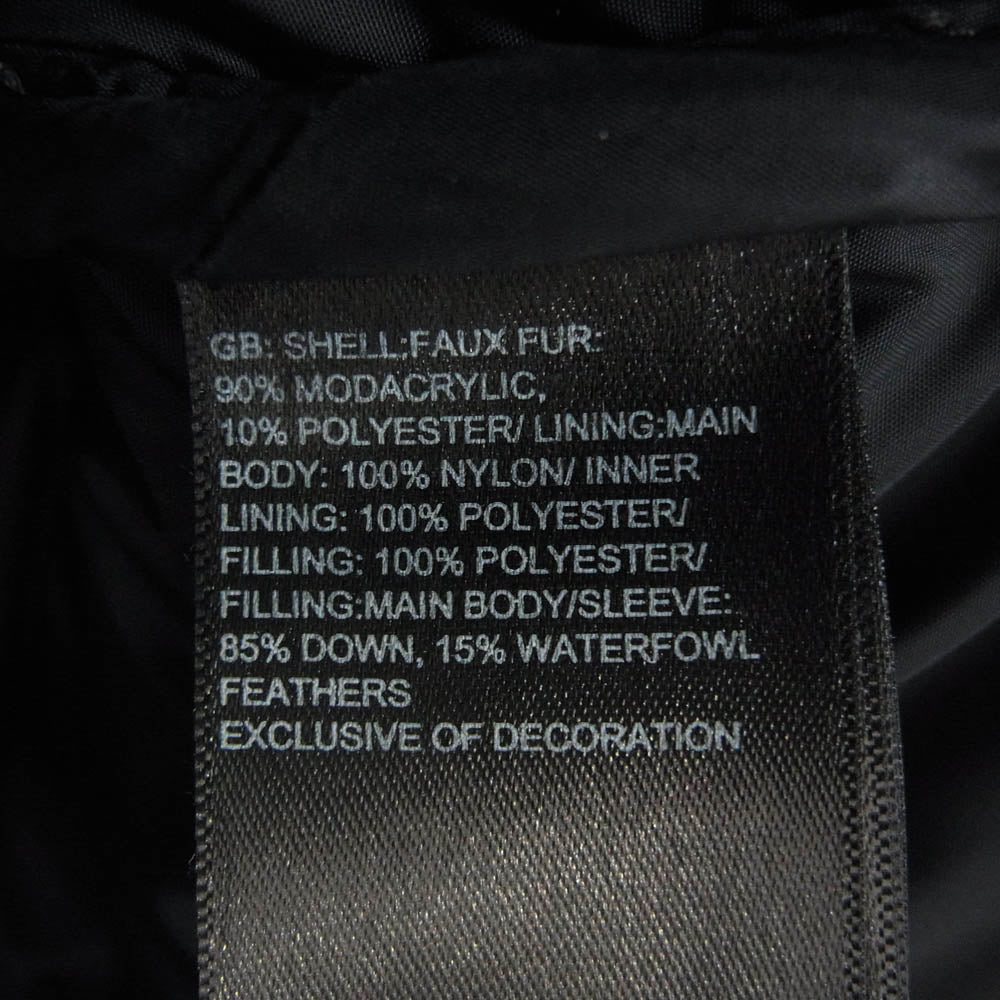 GB: SHELL:FAUX FUR:
90% MODACRYLIC,
10% POLYESTER/ LINING:MAIN
BODY: 100% NYLON/ INNER
LINING: 100% POLYESTER/
FILLING: 100% POLYESTER/
FILLING:MAIN BODY/SLEEVE:
85% DOWN, 15% WATERFOWL
FEATHERS
EXCLUSIVE OF DECORATION